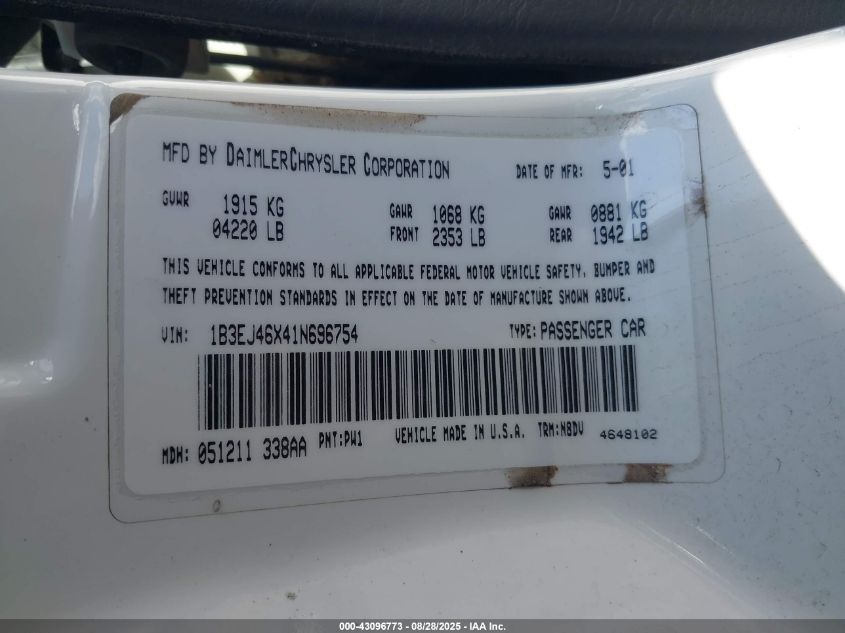 MFD BY DAIMLERCHRYSLER CORPORATION DATE OF MFR: 5-01
GVWR 1915 KG GAWR 1068 KG GAWR 0881 KG
04220 LB FRONT 2353 LB REAR 1942 LB
THIS VEHICLE CONFORMS TO ALL APPLICABLE FEDERAL MOTOR VEHICLE SAFETY, BUMPER AND
THEFT PREVENTION STANDARDS IN EFFECT ON THE DATE OF MANUFACTURE SHOWN ABOVE.
VIN: 1B3EJ46X41N696754 TYPE: PASSENGER CAR
MDH: 051211 338AA PNT:PW1 VEHICLE MADE IN U.S.A. TRM:N8DV 4648102
000-43096773 - 08/28/2025 - IAA Inc.